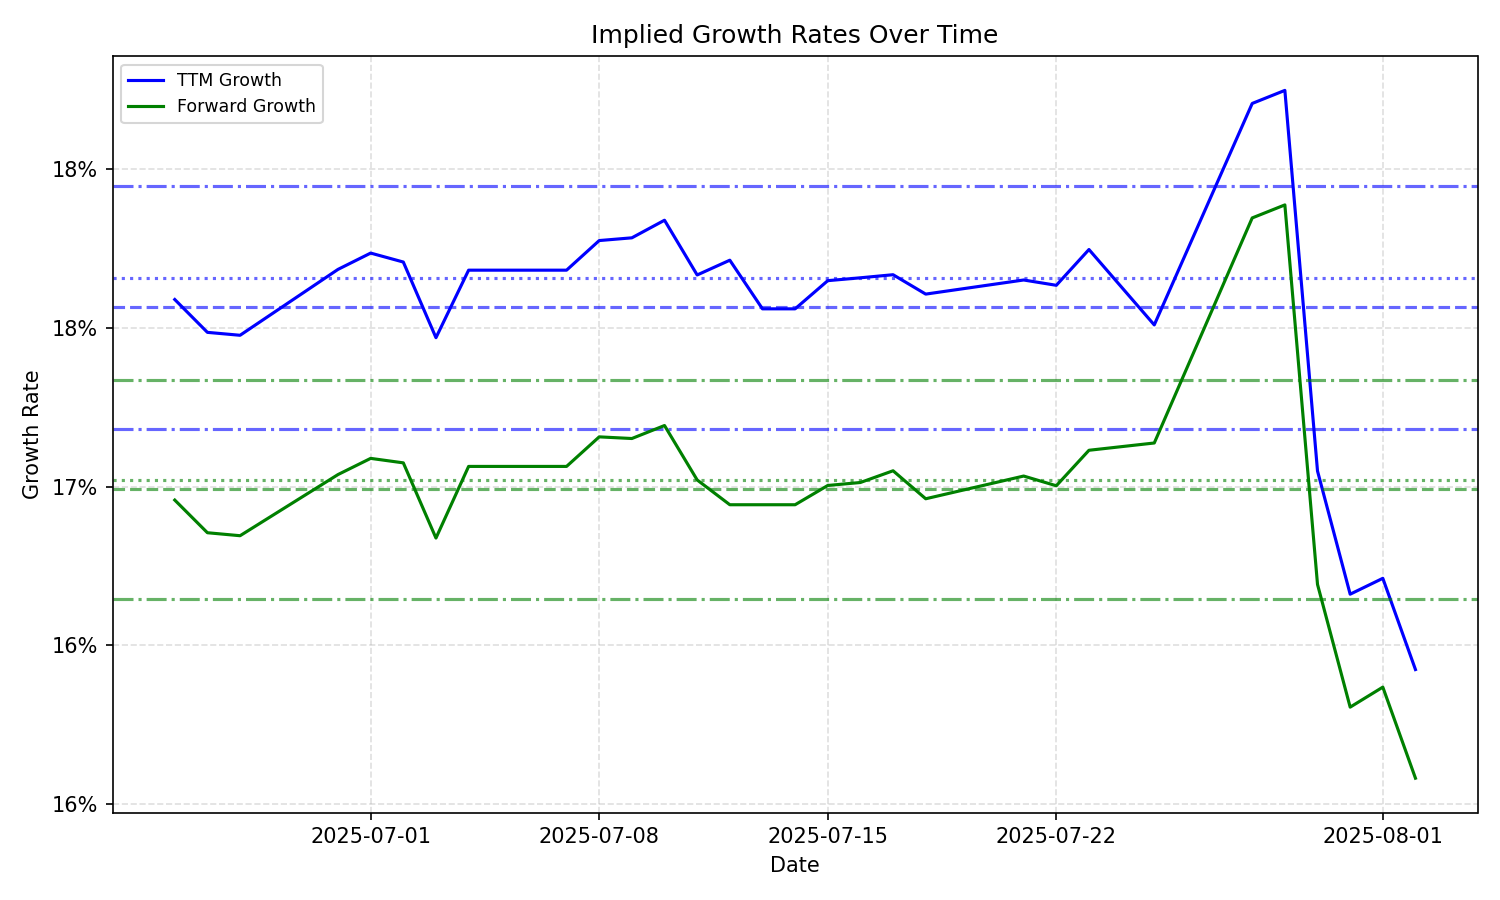 Implied Growth Rates Over Time
TTM Growth
Forward Growth
18%
18%
17%
16%
16%
Growth Rate
2025-07-01
2025-07-08
2025-07-15
2025-07-22
2025-08-01
Date